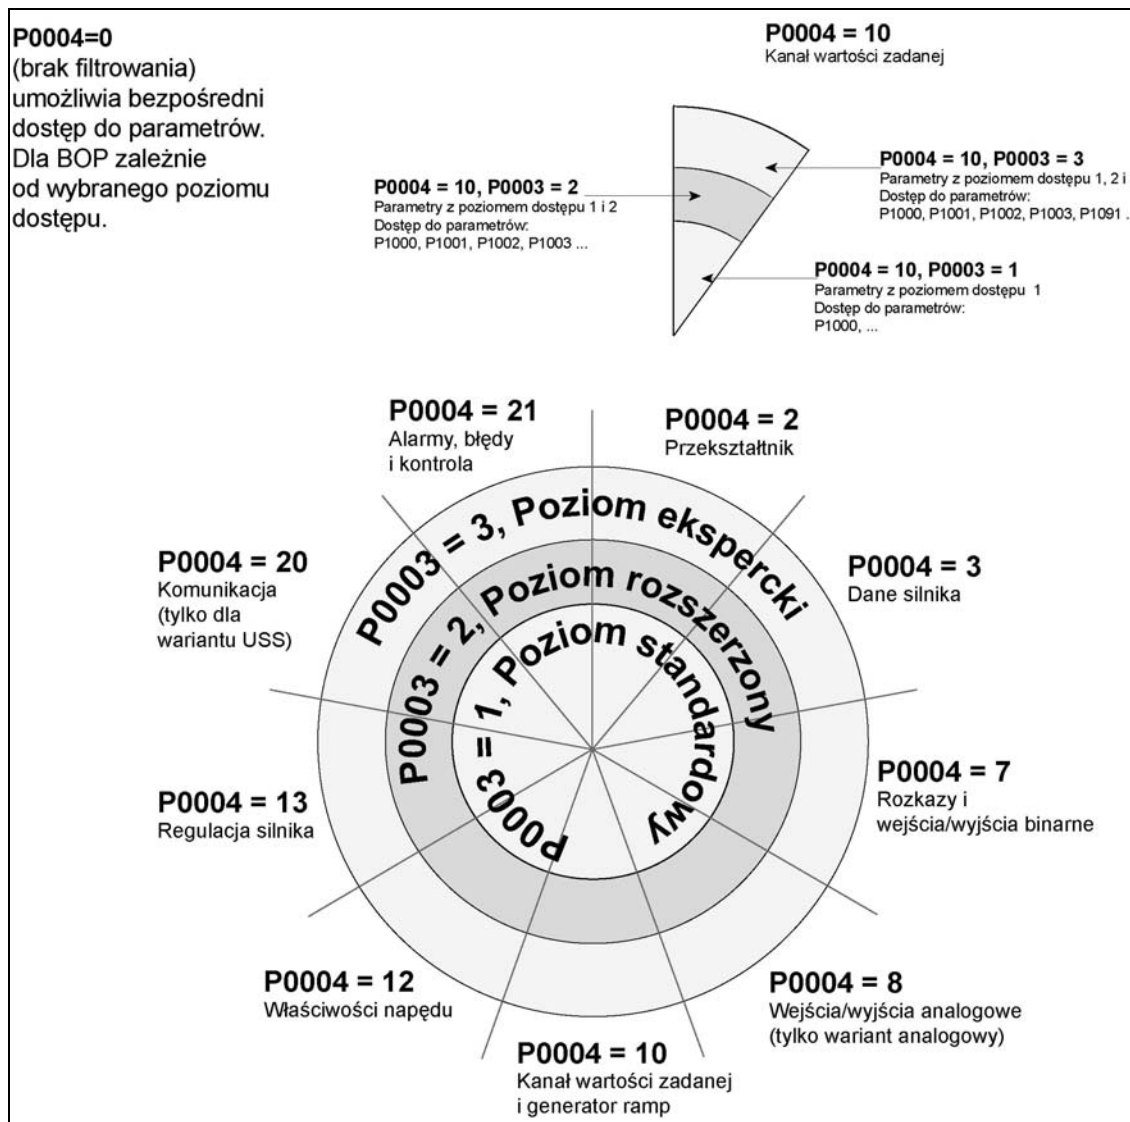 P0004=0
(brak filtrowania)
umożliwia bezpośredni
dostęp do parametrów.
Dla BOP zależnie
od wybranego poziomu
dostępu.
P0004 = 10
Kanał wartości zadanej
P0004 = 10, P0003 = 2
Parametry z poziomem dostępu 1 i 2
Dostęp do parametrów:
P1000, P1001, P1002, P1003 ...
P0004 = 10, P0003 = 3
Parametry z poziomem dostępu 1, 2 i
Dostęp do parametrów:
P1000, P1001, P1002, P1003, P1091 .
P0004 = 10, P0003 = 1
Parametry z poziomem dostępu 1
Dostęp do parametrów:
P1000, ...
P0004 = 21
Alarmy, błędy
i kontrola
P0004 = 2
Przekształtnik
P0004 = 20
Komunikacja
(tylko dla
wariantu USS)
P0004 = 3
Dane silnika
P0003 = 3, Poziom ekspercki
P0003 = 2, Poziom rozszerzony
P0003 = 1, Poziom standardowy
P0004 = 13
Regulacja silnika
P0004 = 7
Rozkazy i
wejścia/wyjścia binarne
P0004 = 12
Właściwości napędu
P0004 = 8
Wejścia/wyjścia analogowe
(tylko wariant analogowy)
P0004 = 10
Kanał wartości zadanej
i generator ramp